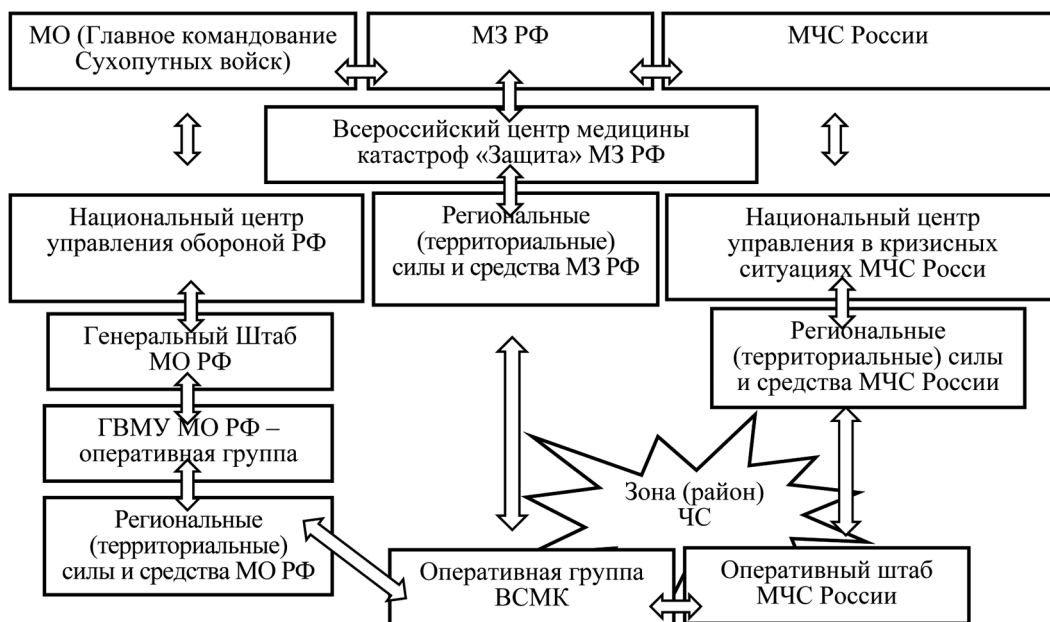 МО (Главное командование
Сухопутных войск)
МЗ РФ
МЧС России
Всероссийский центр медицины
катастроф «Защита» МЗ РФ
Национальный центр
управления обороной РФ
Региональные
(территориальные)
силы и средства МЗ РФ
Национальный центр
управления в кризисных
ситуациях МЧС Росси
Генеральный Штаб
МО РФ
Региональные
(территориальные) силы
и средства МЧС России
ГВМУ МО РФ –
оперативная группа
Зона (район)
ЧС
Региональные
(территориальные)
силы и средства МО РФ
Оперативная группа
ВСМК
Оперативный штаб
МЧС России